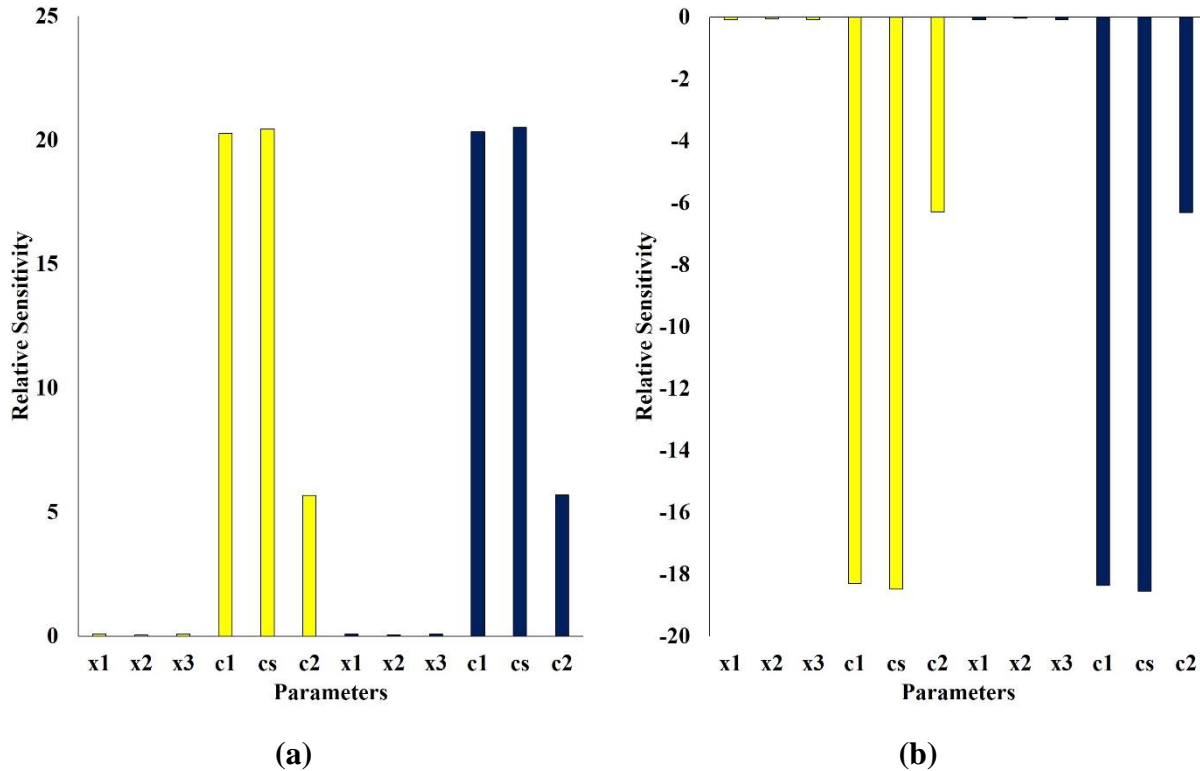 25
20
15
10
5
0
Relative Sensitivity
x1 x2 x3 c1 cs c2 x1 x2 x3 c1 cs c2
Parameters
(a)
0
-2
-4
-6
-8
-10
-12
-14
-16
-18
-20
Relative Sensitivity
x1 x2 x3 c1 cs c2 x1 x2 x3 c1 cs c2
Parameters
(b)